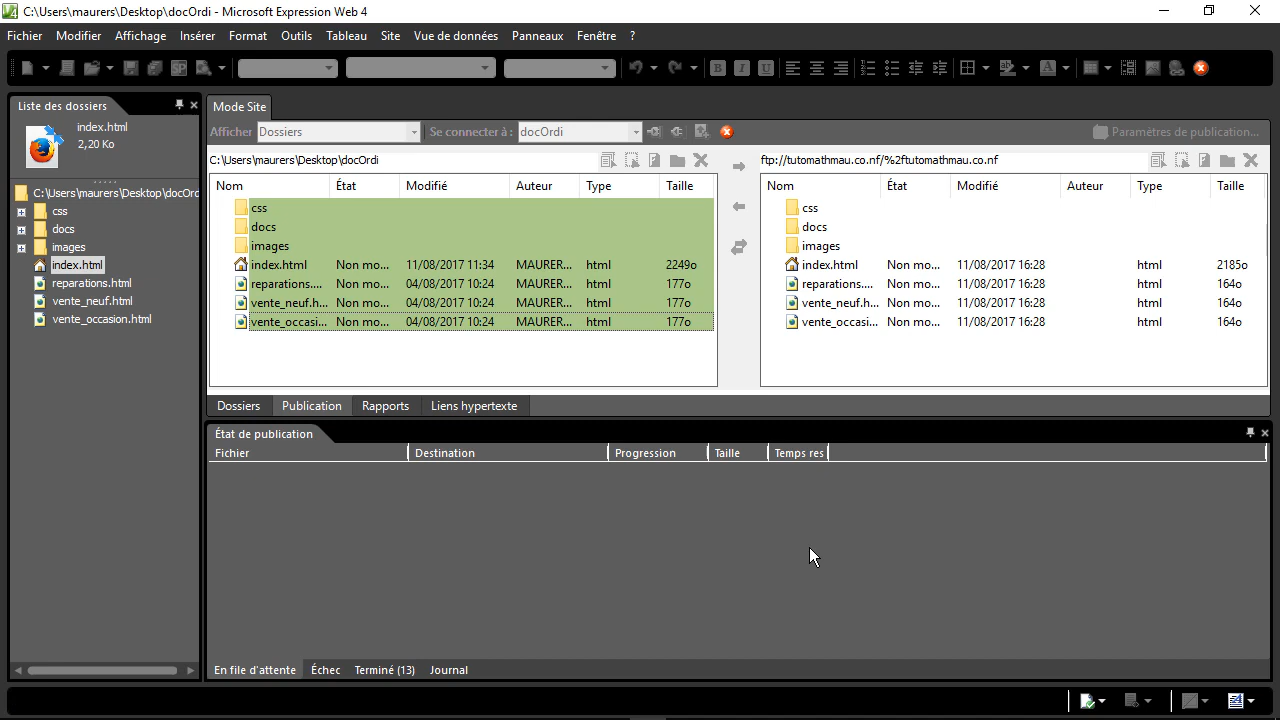 C:\Users\maurers\Desktop\docOrdi - Microsoft Expression Web 4
Fichier Modifier Affichage Insérer Format Outils Tableau Site Vue de données Panneaux Fenêtre ?
Liste des dossiers
index.html
2,20 Ko
C:\Users\maurers\Desktop\docOrd
css
docs
images
index.html
reparations.html
vente_neuf.html
vente_occasion.html
Mode Site
Afficher Dossiers Se connecter à : docOrdi Paramètres de publication...
C:\Users\maurers\Desktop\docOrdi
Nom État Modifié Auteur Type Taille
css
docs
images
index.html Non mo... 11/08/2017 11:34 MAURER... html 2249o
reparations.... Non mo... 04/08/2017 10:24 MAURER... html 177o
vente_neuf.h... Non mo... 04/08/2017 10:24 MAURER... html 177o
vente_occasi... Non mo... 04/08/2017 10:24 MAURER... html 177o
ftp://tutomathmau.co.nf/%2ftutomathmau.co.nf
Nom État Modifié Auteur Type Taille
css
docs
images
index.html Non mo... 11/08/2017 16:28 html 2185o
reparations.... Non mo... 11/08/2017 16:28 html 164o
vente_neuf.h... Non mo... 11/08/2017 16:28 html 164o
vente_occasi... Non mo... 11/08/2017 16:28 html 164o
Dossiers Publication Rapports Liens hypertexte
État de publication
Fichier Destination Progression Taille Temps res
En file d'attente Échec Terminé (13) Journal